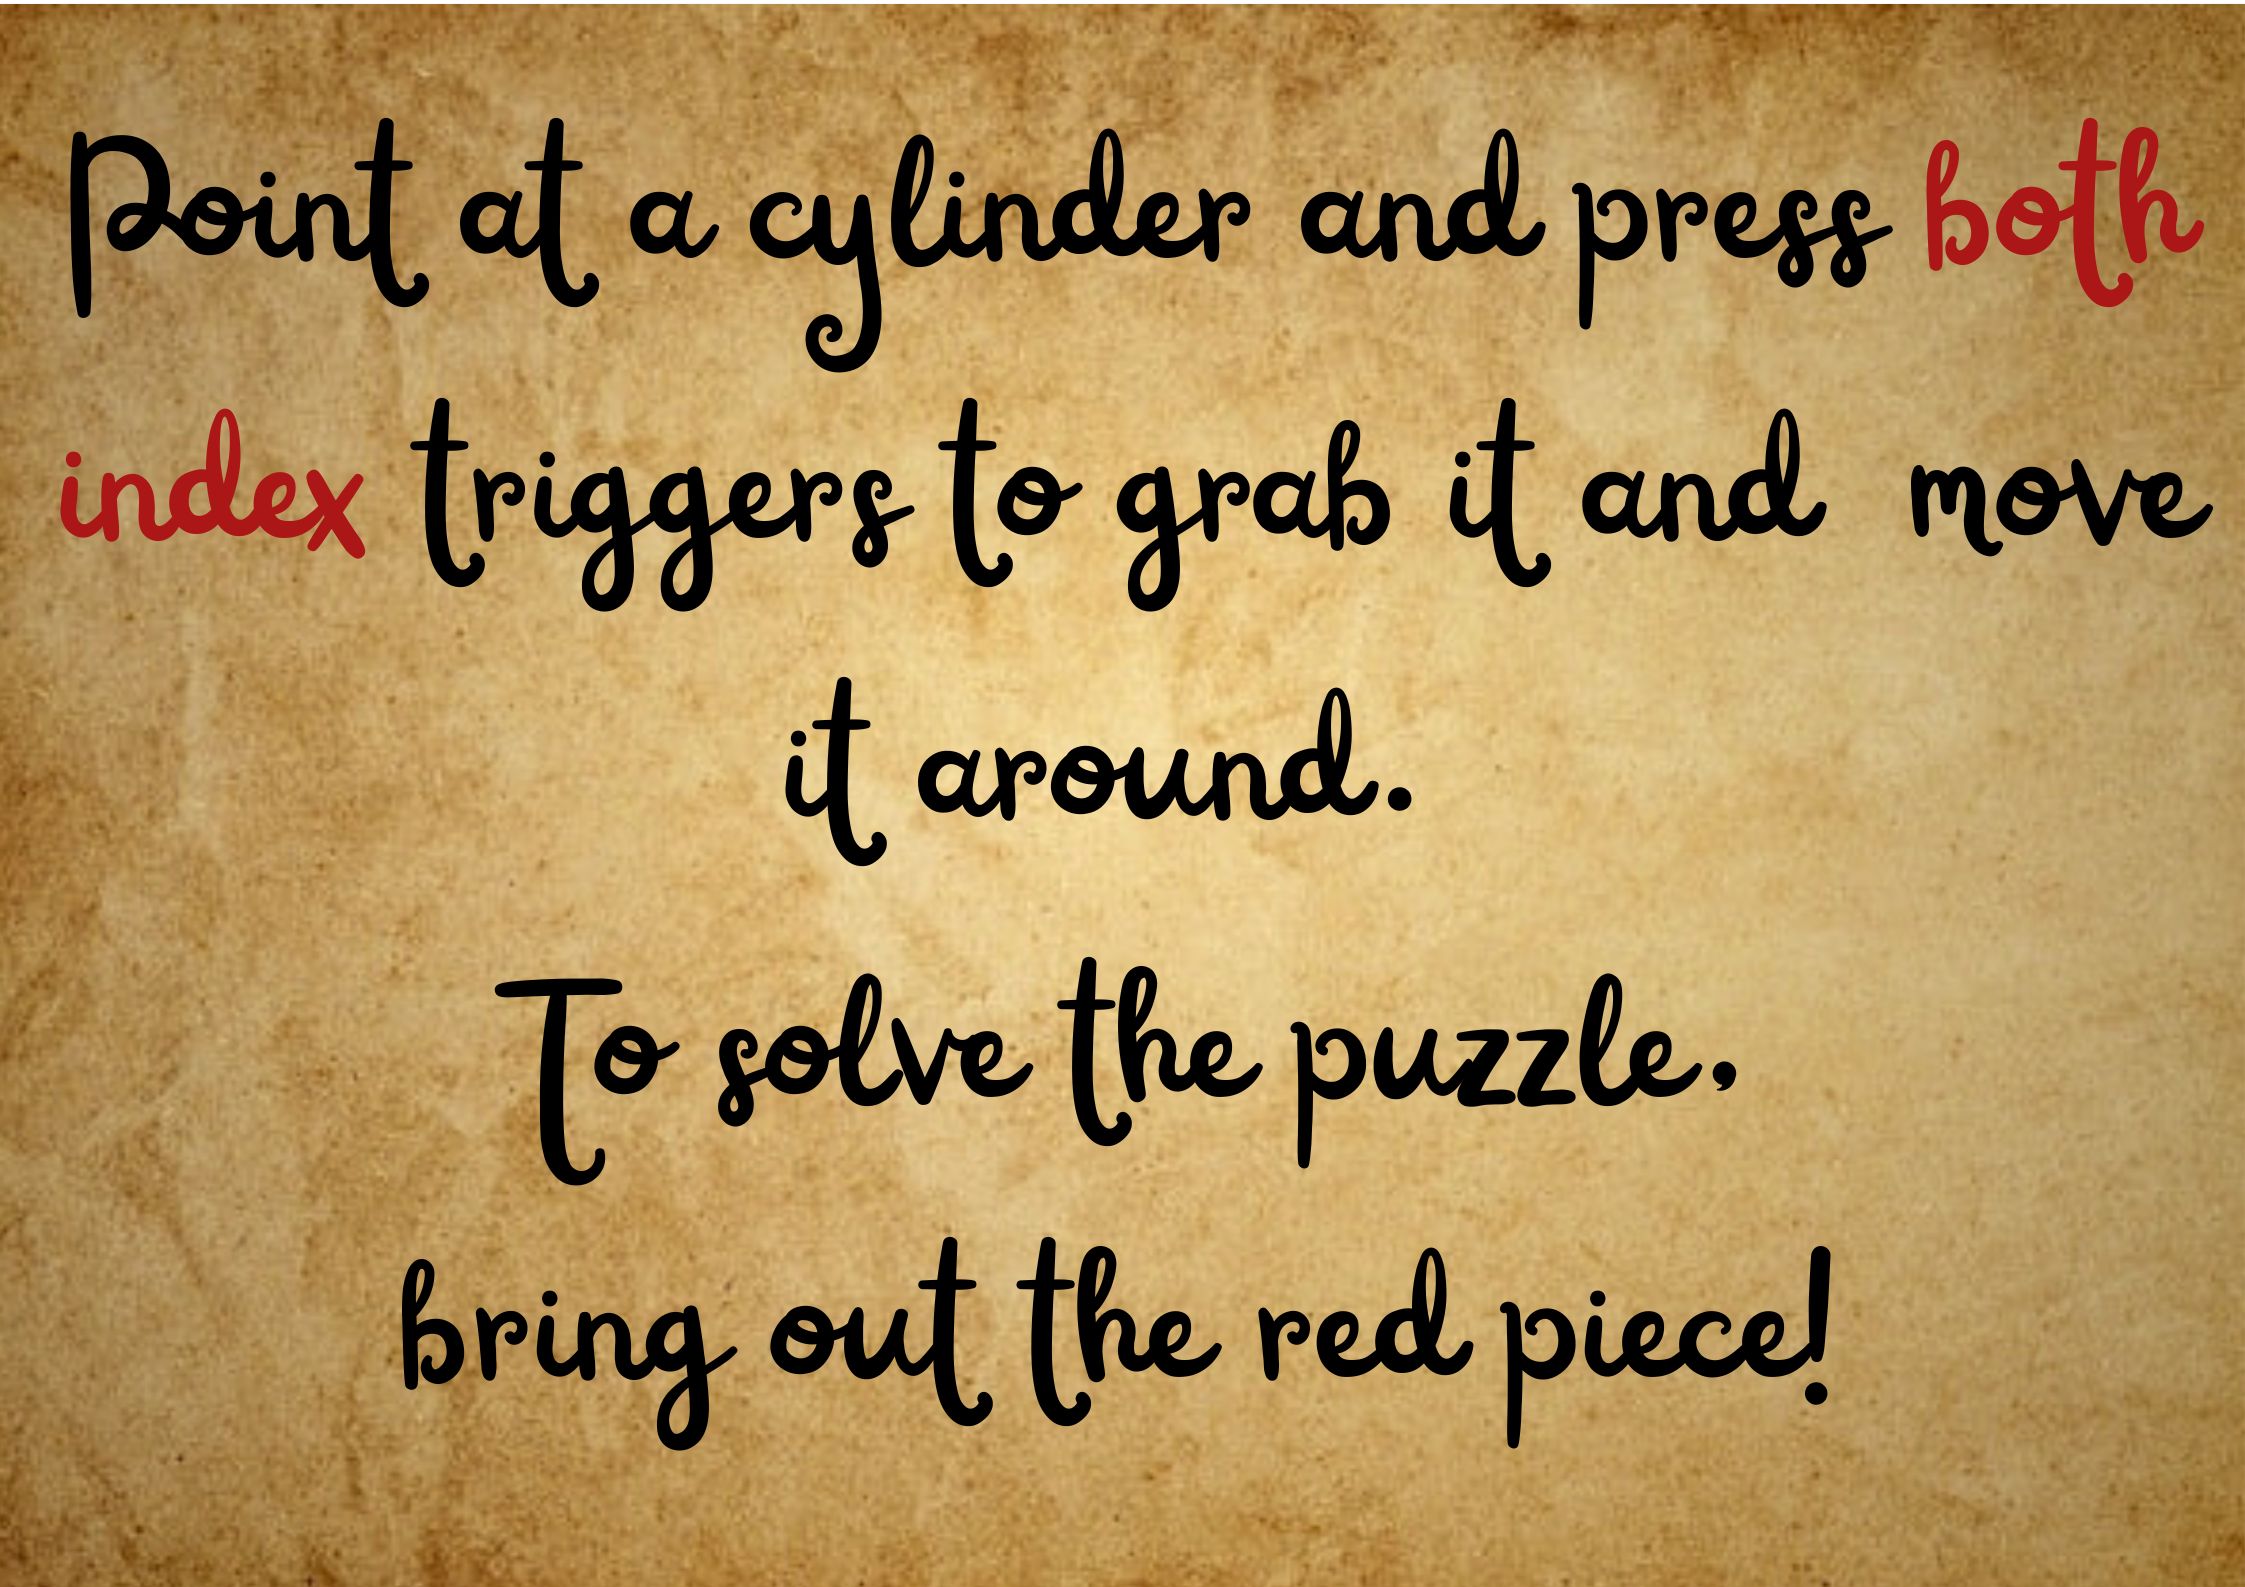 Point at a cylinder and press both
index triggers to grab it and move
it around.
To solve the puzzle,
bring out the red piece!